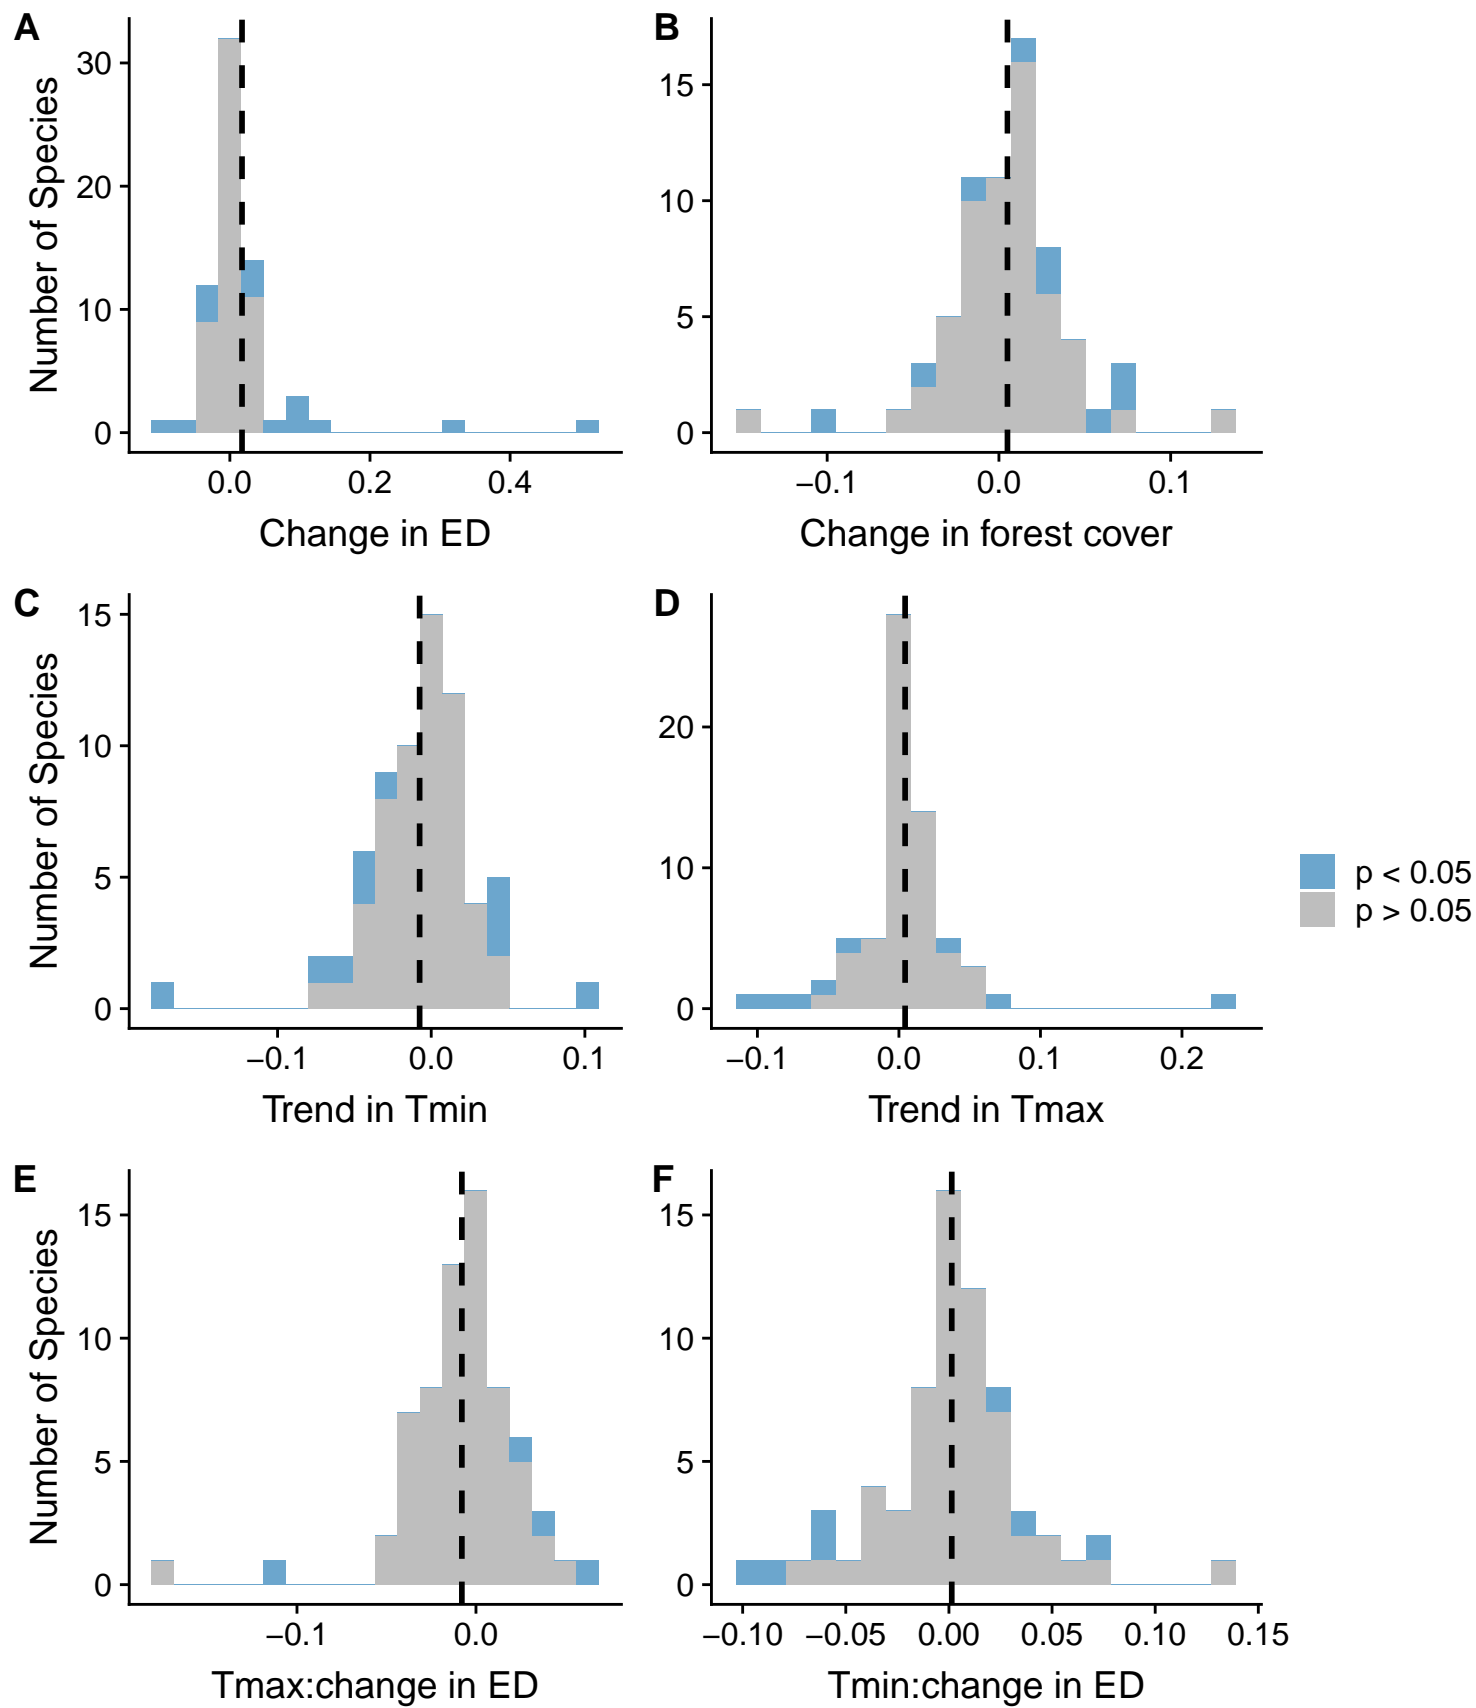 A
B
Number of Species
30
20
10
0
0.0 0.2 0.4
Change in ED
15
10
5
0
−0.1 0.0 0.1
Change in forest cover
C
D
Number of Species
15
10
5
0
−0.1 0.0 0.1
Trend in Tmin
20
10
0
−0.1 0.0 0.1 0.2
Trend in Tmax
p < 0.05
p > 0.05
E
F
Number of Species
15
10
5
0
−0.1 0.0
Tmax:change in ED
15
10
5
0
−0.10 −0.05 0.00 0.05 0.10 0.15
Tmin:change in ED